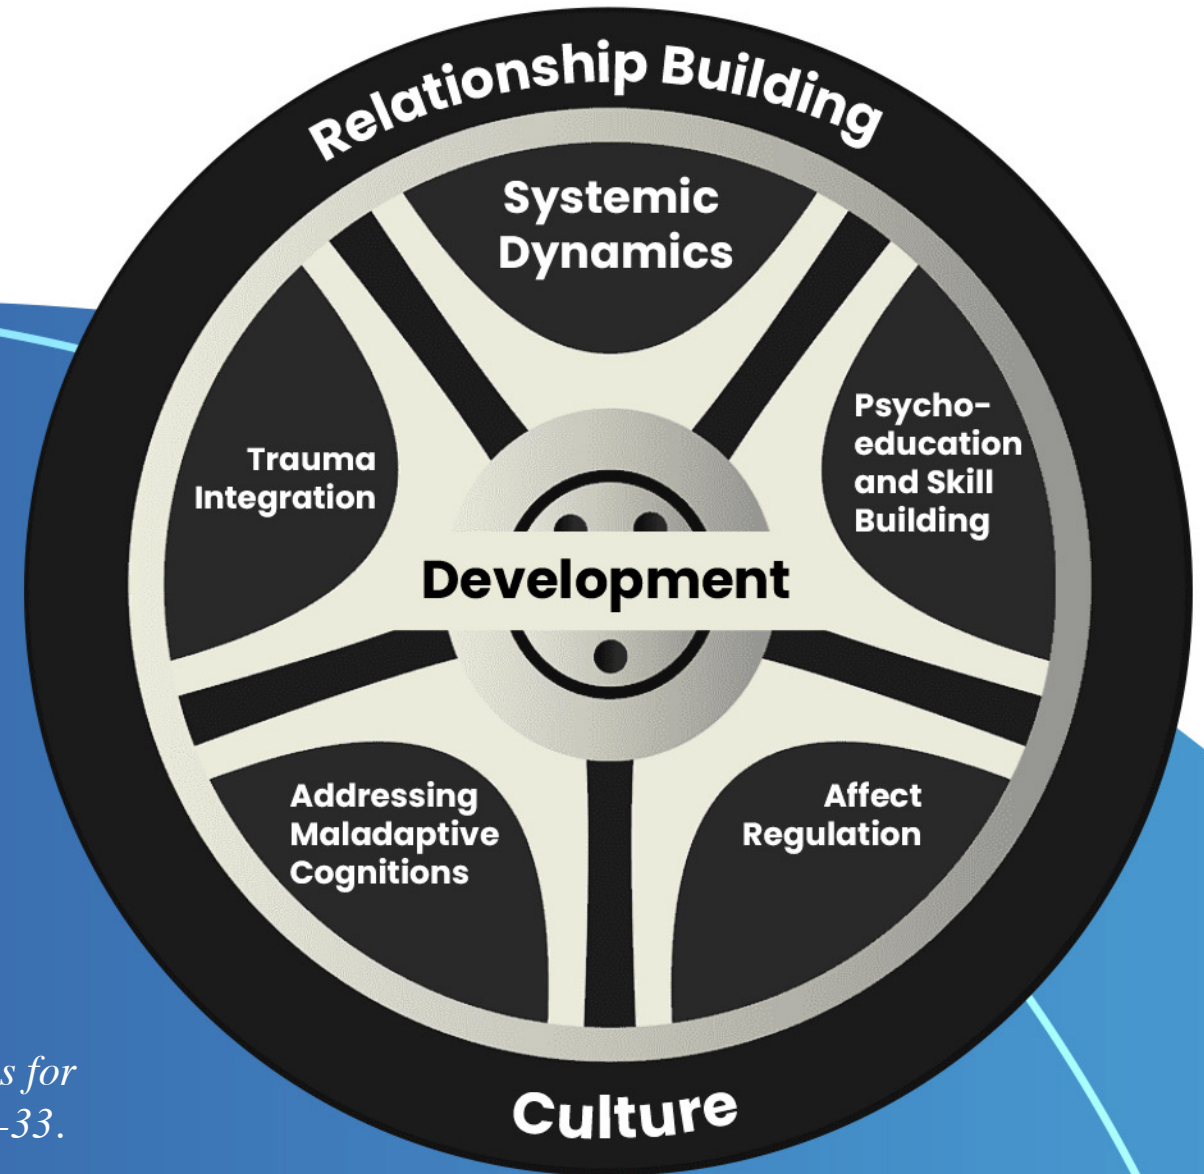 Relationship Building
Systemic
Dynamics
Psycho-
education
and Skill
Building
Trauma
Integration
Development
Addressing
Maladaptive
Cognitions
Affect
Regulation
Culture
s for
-33.